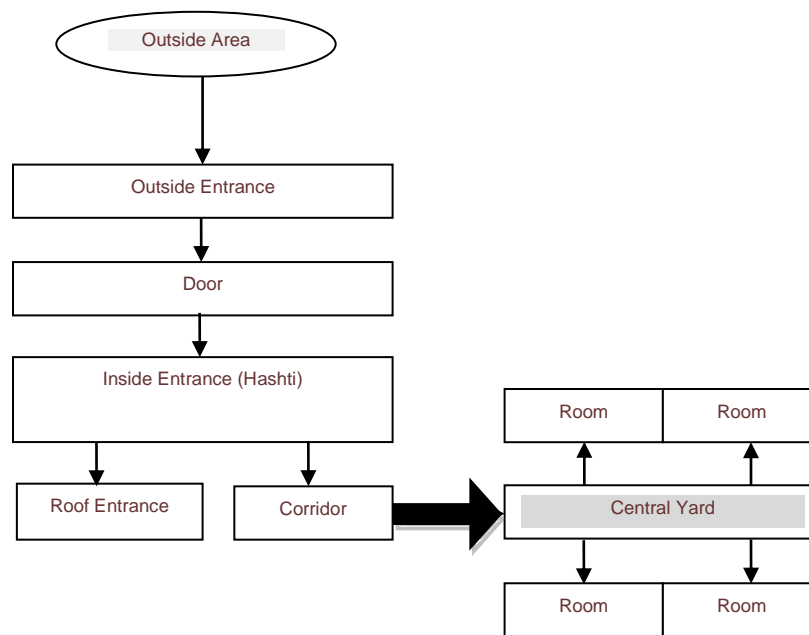 Outside Area
Outside Entrance
Door
Inside Entrance (Hashti)
Roof Entrance
Corridor
Room
Room
Central Yard
Room
Room